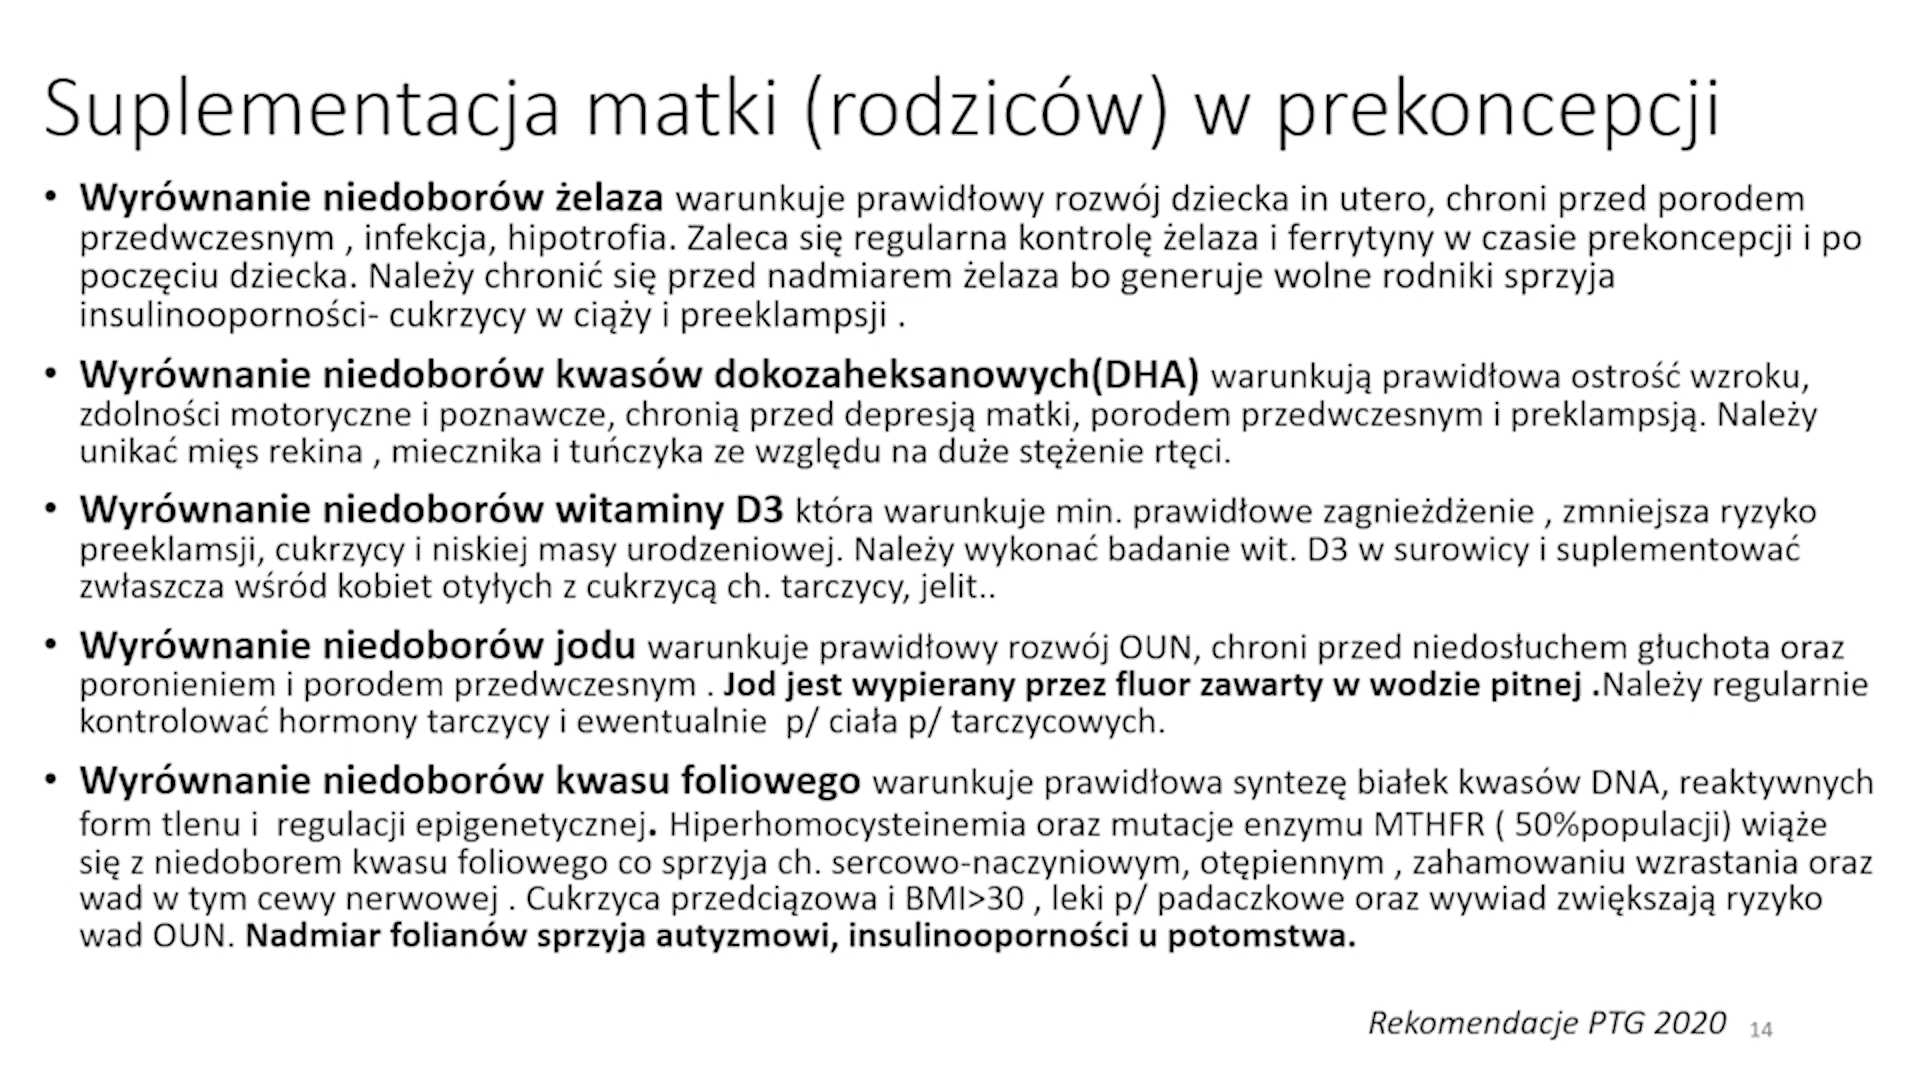 Suplementacja matki (rodziców) w prekoncepcji
• Wyrównanie niedoborów żelaza warunkuje prawidłowy rozwój dziecka in utero, chroni przed porodem
przedwczesnym , infekcja, hipotrofia. Zaleca się regularna kontrolę żelaza i ferrytyny w czasie prekoncepcji i po
poczęciu dziecka. Należy chronić się przed nadmiarem żelaza bo generuje wolne rodniki sprzyja
insulinooporności- cukrzycy w ciąży i preeklampsji .
• Wyrównanie niedoborów kwasów dokozaheksanowych(DHA) warunkują prawidłowa ostrość wzroku,
zdolności motoryczne i poznawcze, chronią przed depresją matki, porodem przedwczesnym i preklampsją. Należy
unikać mięs rekina , miecznika i tuńczyka ze względu na duże stężenie rtęci.
• Wyrównanie niedoborów witaminy D3 która warunkuje min. prawidłowe zagnieżdżenie , zmniejsza ryzyko
preeklamsji, cukrzycy i niskiej masy urodzeniowej. Należy wykonać badanie wit. D3 w surowicy i suplementować
zwłaszcza wśród kobiet otyłych z cukrzycą ch. tarczycy, jelit..
• Wyrównanie niedoborów jodu warunkuje prawidłowy rozwój OUN, chroni przed niedosłuchem głuchota oraz
poronieniem i porodem przedwczesnym . Jod jest wypierany przez fluor zawarty w wodzie pitnej .Należy regularnie
kontrolować hormony tarczycy i ewentualnie p/ ciała p/ tarczycowych.
• Wyrównanie niedoborów kwasu foliowego warunkuje prawidłowa syntezę białek kwasów DNA, reaktywnych
form tlenu i regulacji epigenetycznej. Hiperhomocysteinemia oraz mutacje enzymu MTHFR ( 50%populacji) wiąże
się z niedoborem kwasu foliowego co sprzyja ch. sercowo-naczyniowym, otępiennym , zahamowaniu wzrastania oraz
wad w tym cewy nerwowej . Cukrzyca przedciązowa i BMI>30 , leki p/ padaczkowe oraz wywiad zwiększają ryzyko
wad OUN. Nadmiar folianów sprzyja autyzmowi, insulinooporności u potomstwa.
Rekomendacje PTG 2020 14